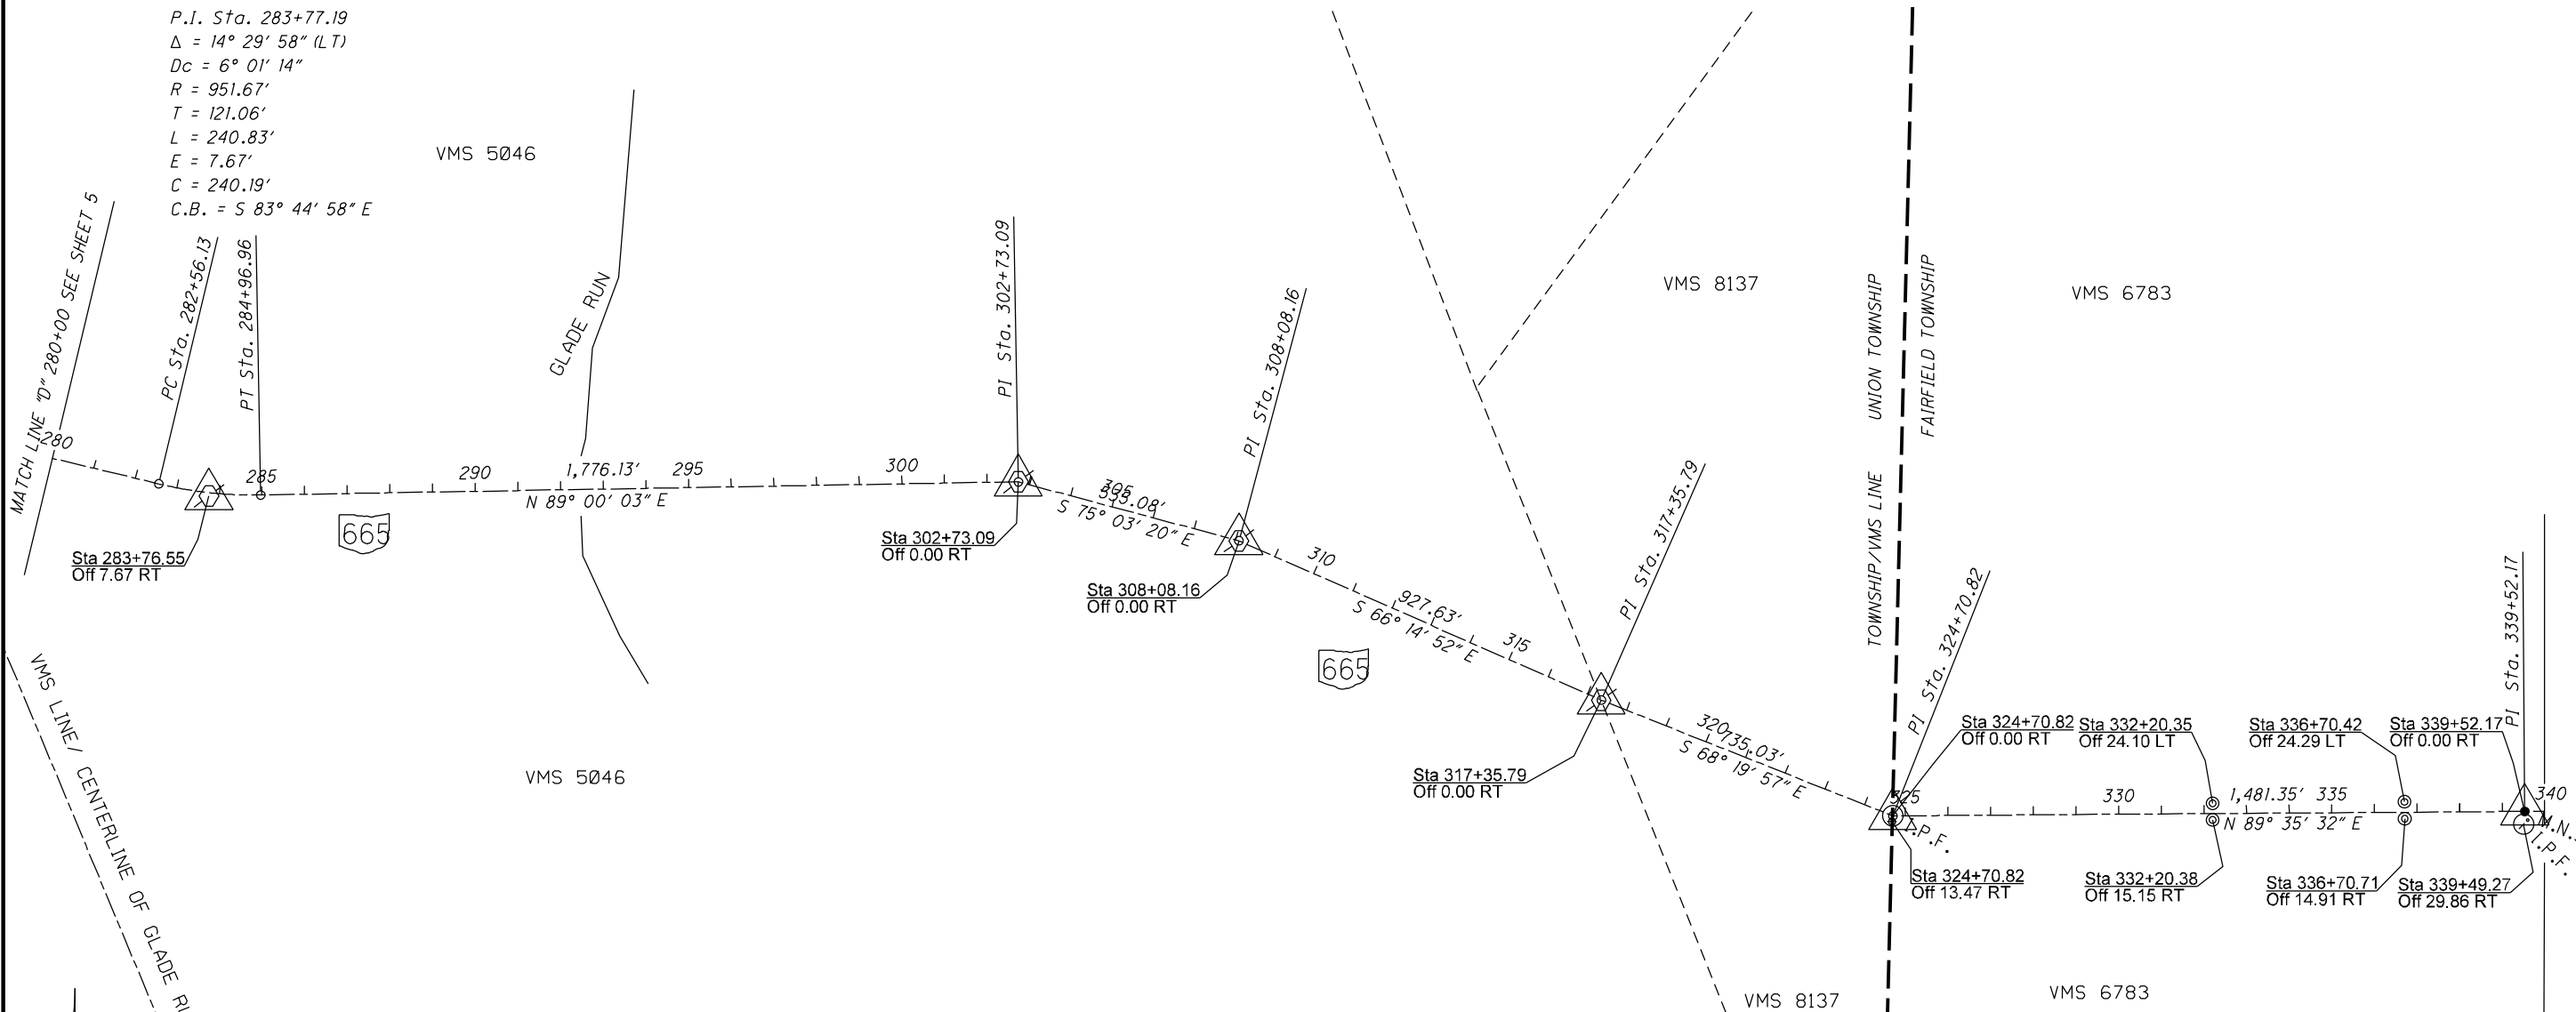 P.I. Sta. 283+77.19
Δ = 14° 29' 58" (LT)
Dc = 6° 01' 14"
R = 951.67'
T = 121.06'
L = 240.83'
E = 7.67'
C = 240.19'
C.B. = S 83° 44' 58" E
MATCH LINE "D" 280+00 SEE SHEET 5
PC Sta. 282+56.13
PT Sta. 284+96.96
VMS 5046
GLADE RUN
PI Sta. 302+73.09
PI Sta. 308+08.16
VMS 8137
UNION TOWNSHIP
FAIRFIELD TOWNSHIP
TOWNSHIP/VMS LINE
VMS 6783
280
285
290
1,776.13'
295
300
N 89° 00' 03" E
665
Sta 283+76.55
Off 7.67 RT
Sta 302+73.09
Off 0.00 RT
305
535.08'
S 75° 03' 20" E
Sta 308+08.16
Off 0.00 RT
310
927.63'
S 66° 14' 52" E
315
665
PI Sta. 317+35.79
Sta 317+35.79
Off 0.00 RT
320
735.03'
S 68° 19' 57" E
PI Sta. 324+70.82
Sta 324+70.82
Off 0.00 RT
Sta 332+20.35
Off 24.10 LT
Sta 336+70.42
Off 24.29 LT
Sta 339+52.17
Off 0.00 RT
PI Sta. 339+52.17
325
330
1,481.35'
335
340
N 89° 35' 32" E
I.P.F.
M.N.
I.P.F.
Sta 324+70.82
Off 13.47 RT
Sta 332+20.38
Off 15.15 RT
Sta 336+70.71
Off 14.91 RT
Sta 339+49.27
Off 29.86 RT
VMS LINE/ CENTERLINE OF GLADE RU
VMS 5046
VMS 8137
VMS 6783